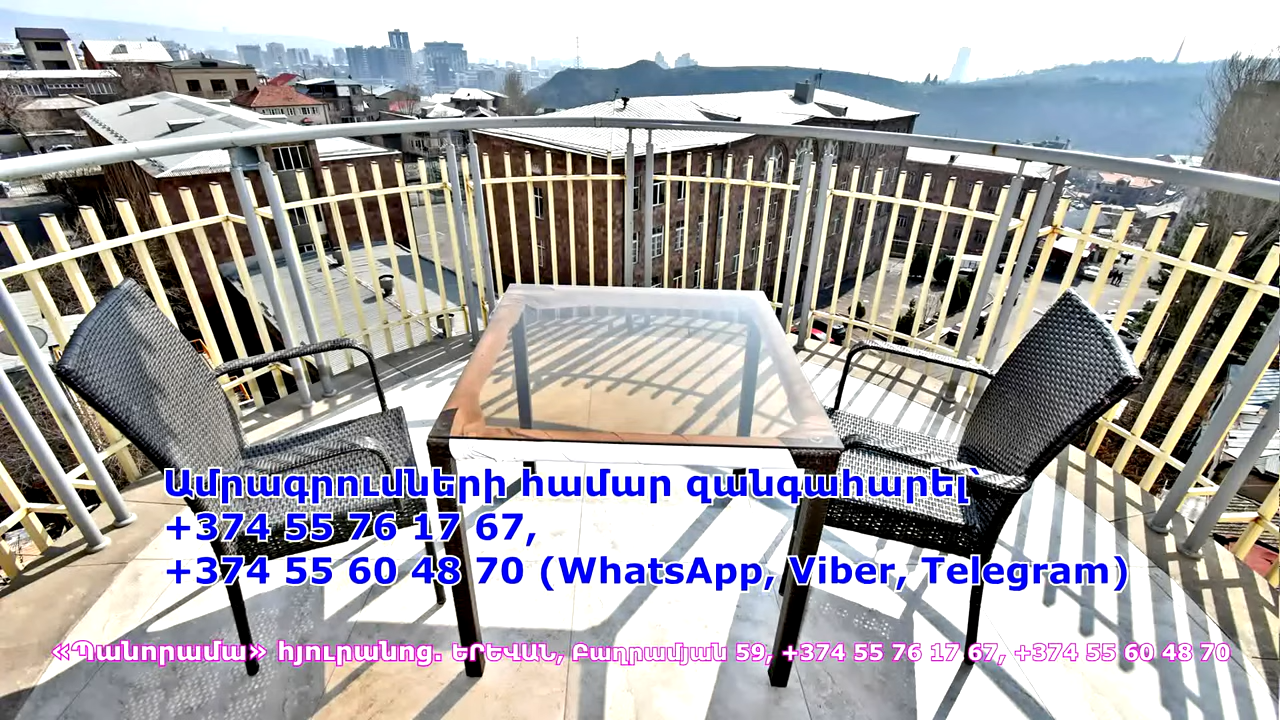 Ամրագրումների համար զանգահարել՝
+374 55 76 17 67,
+374 55 60 48 70 (WhatsApp, Viber, Telegram)
«Պանորամա» հյուրանոց. ԵՐԵՎԱՆ, Բաղրամյան 59, +374 55 76 17 67, +374 55 60 48 70